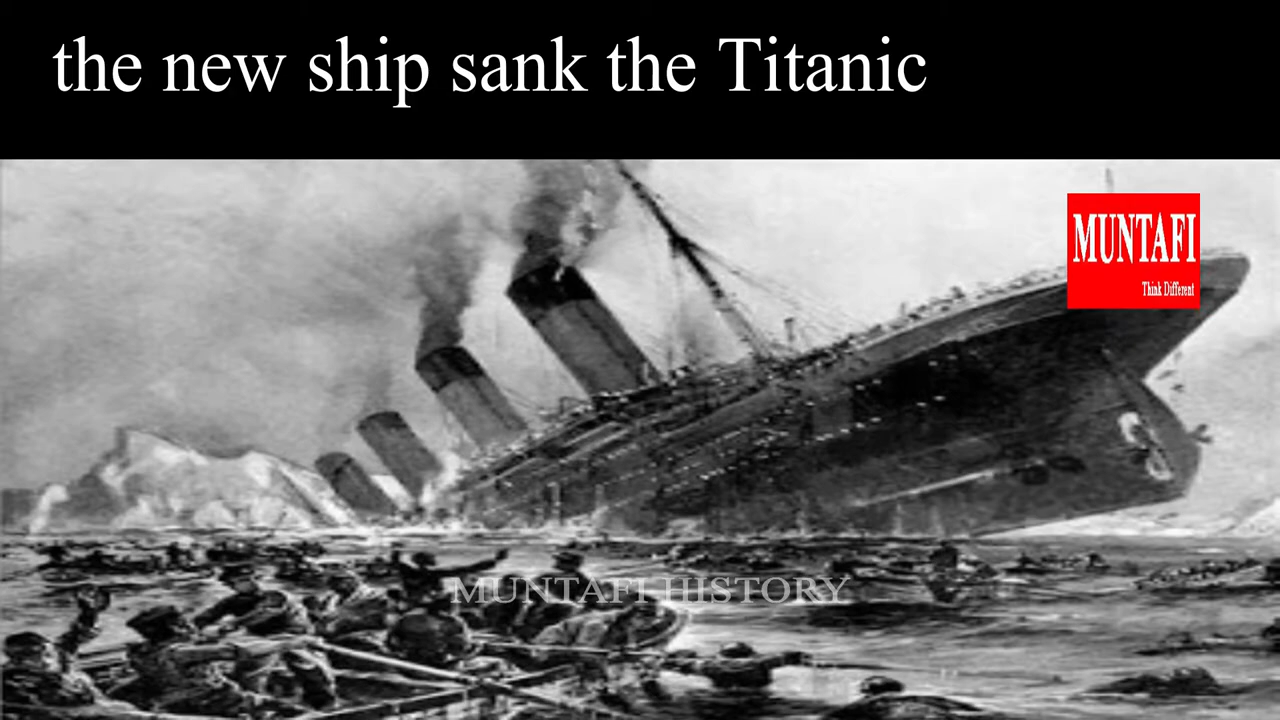 the new ship sank the Titanic
MUNTAFI
Think Different
MUNTAFI HISTORY